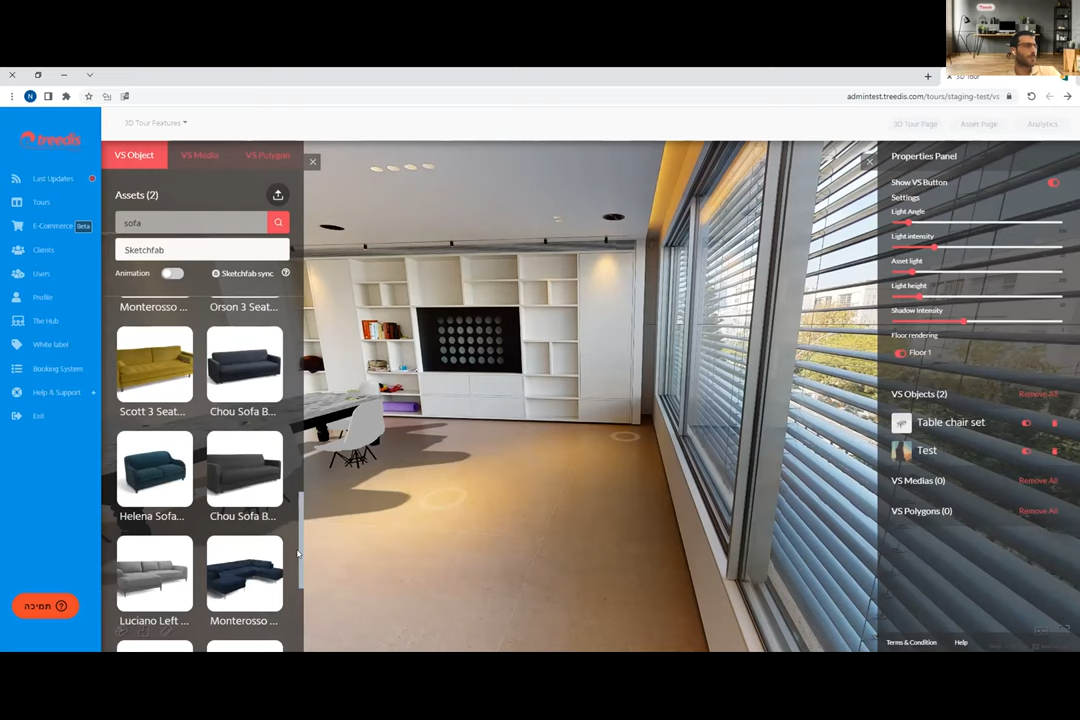 3D Tour
admintest.treedis.com/tours/staging-test/vs
N
treedis
Last Updates
Tours
E-Commerce Beta
Clients
Users
Profile
The Hub
White label
Booking System
Help & Support +
Exit
תמיכה
3D Tour Features
3D Tour Page
Asset Page
Analytics
VS Object
VS Media
VS Polygon
Assets (2)
sofa
Sketchfab
Animation
Sketchfab sync
Monterosso ...
Orson 3 Seat...
Scott 3 Seat...
Chou Sofa B...
Helena Sofa...
Chou Sofa B...
Luciano Left ...
Monterosso ...
Properties Panel
Show VS Button
Settings
Light Angle
Light intensity
Asset light
Light height
Shadow Intensity
Floor rendering
Floor 1
VS Objects (2)
Remove All
Table chair set
Test
VS Medias (0)
Remove All
VS Polygons (0)
Remove All
Terms & Condition
Help